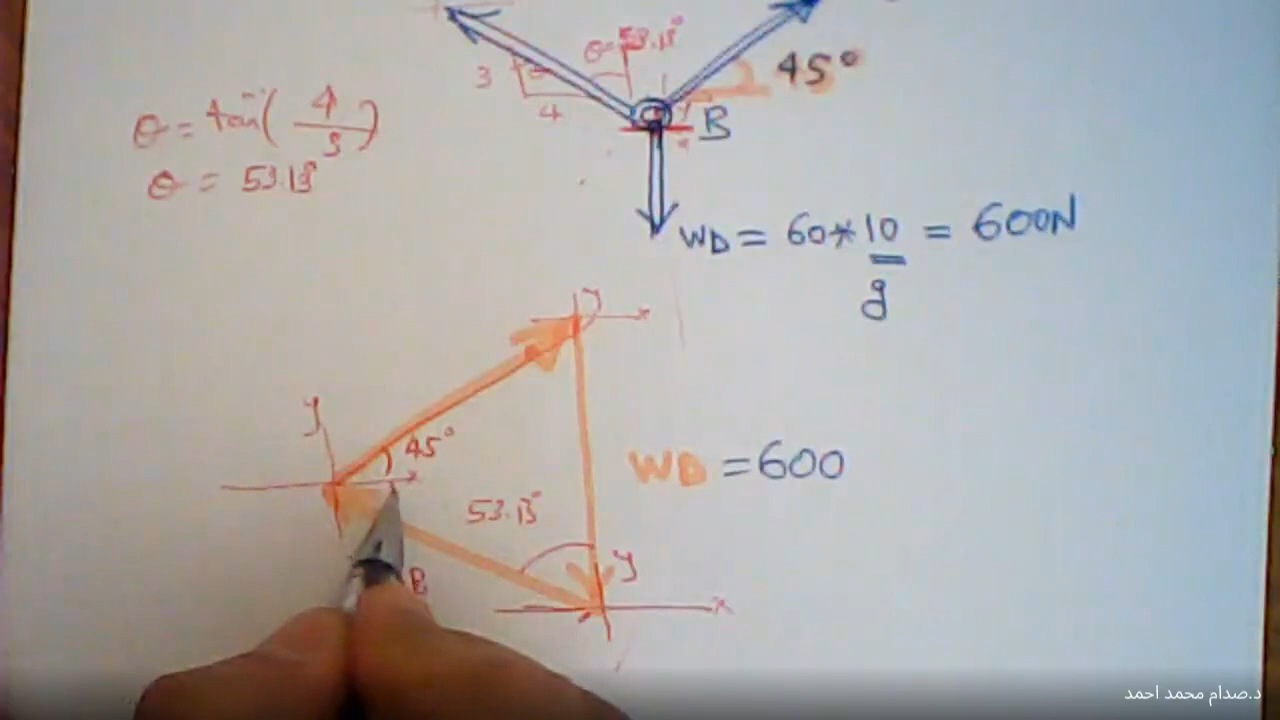 θ = 53.13°
3
4
45°
B
θ = tan⁻¹( 4/3 )
θ = 53.13°
WD = 60*10 = 600N
g
y
x
y
45°
x
WD = 600
53.13°
y
B
x
د.صدام محمد احمد